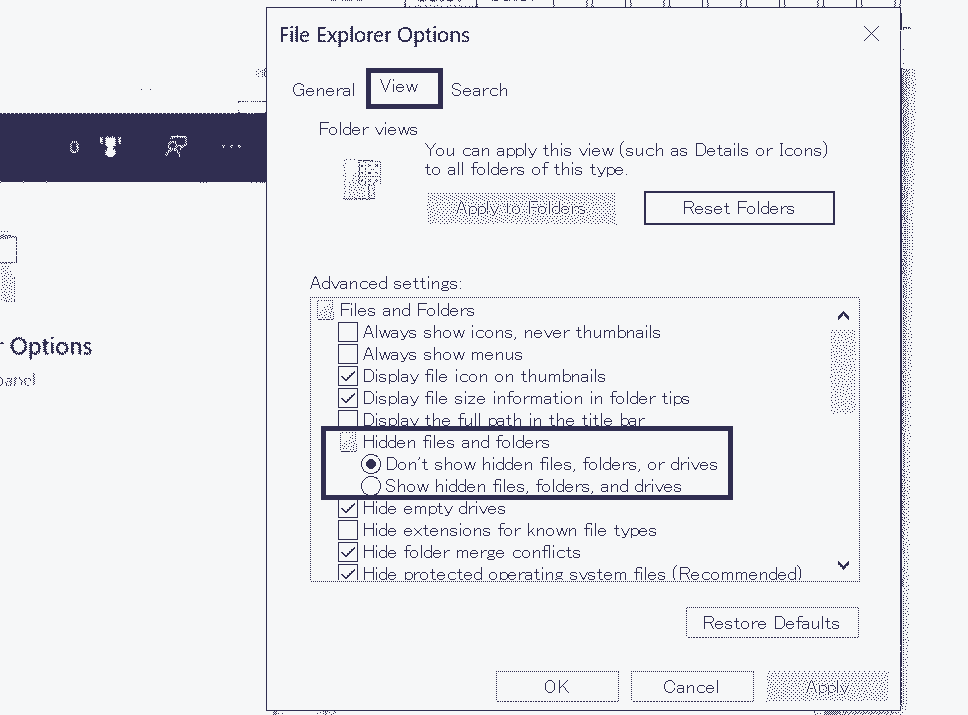 File Explorer Options
General View Search
Folder views
You can apply this view (such as Details or Icons)
to all folders of this type.
Apply to Folders Reset Folders
Advanced settings:
Files and Folders
Always show icons, never thumbnails
Always show menus
Display file icon on thumbnails
Display file size information in folder tips
Display the full path in the title bar
Hidden files and folders
Don't show hidden files, folders, or drives
Show hidden files, folders, and drives
Hide empty drives
Hide extensions for known file types
Hide folder merge conflicts
Hide protected operating system files (Recommended)
Restore Defaults
OK Cancel Apply
0
Options